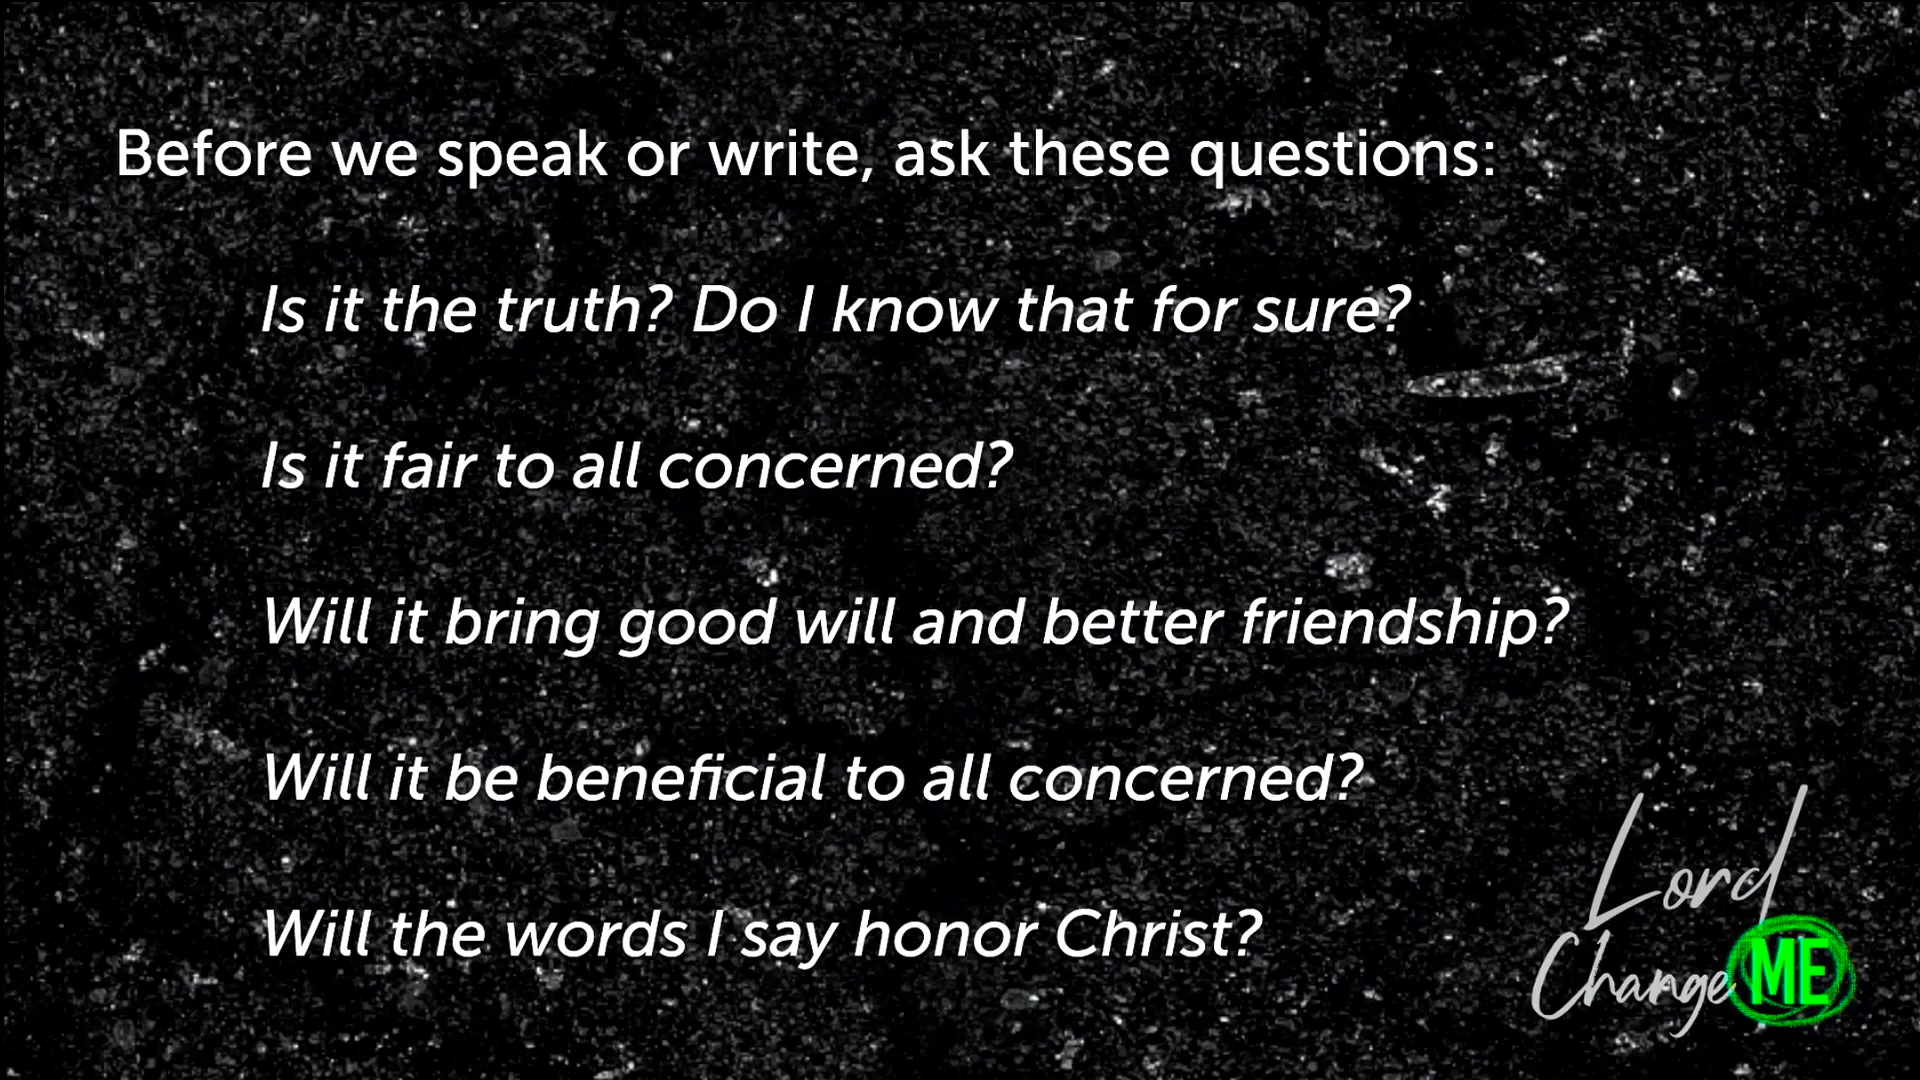 Before we speak or write, ask these questions:
Is it the truth? Do I know that for sure?
Is it fair to all concerned?
Will it bring good will and better friendship?
Will it be beneficial to all concerned?
Will the words I say honor Christ?
Lord
Change ME